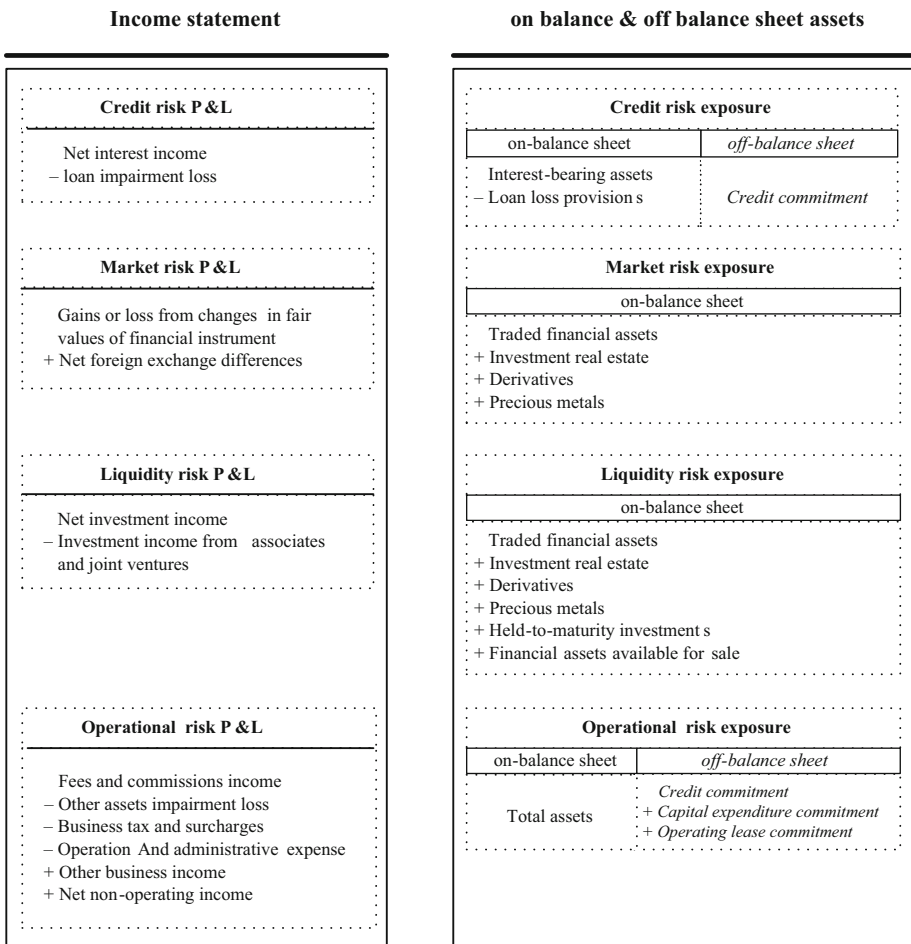 Income statement
Credit risk P &L
Net interest income
– loan impairment loss
Market risk P &L
Gains or loss from changes in fair
values of financial instrument
+ Net foreign exchange differences
Liquidity risk P &L
Net investment income
– Investment income from associates
and joint ventures
Operational risk P &L
Fees and commissions income
– Other assets impairment loss
– Business tax and surcharges
– Operation And administrative expense
+ Other business income
+ Net non-operating income
on balance & off balance sheet assets
Credit risk exposure
on-balance sheet off-balance sheet
Interest-bearing assets
– Loan loss provision s
Credit commitment
Market risk exposure
on-balance sheet
Traded financial assets
+ Investment real estate
+ Derivatives
+ Precious metals
Liquidity risk exposure
on-balance sheet
Traded financial assets
+ Investment real estate
+ Derivatives
+ Precious metals
+ Held-to-maturity investment s
+ Financial assets available for sale
Operational risk exposure
on-balance sheet off-balance sheet
Total assets
Credit commitment
+ Capital expenditure commitment
+ Operating lease commitment